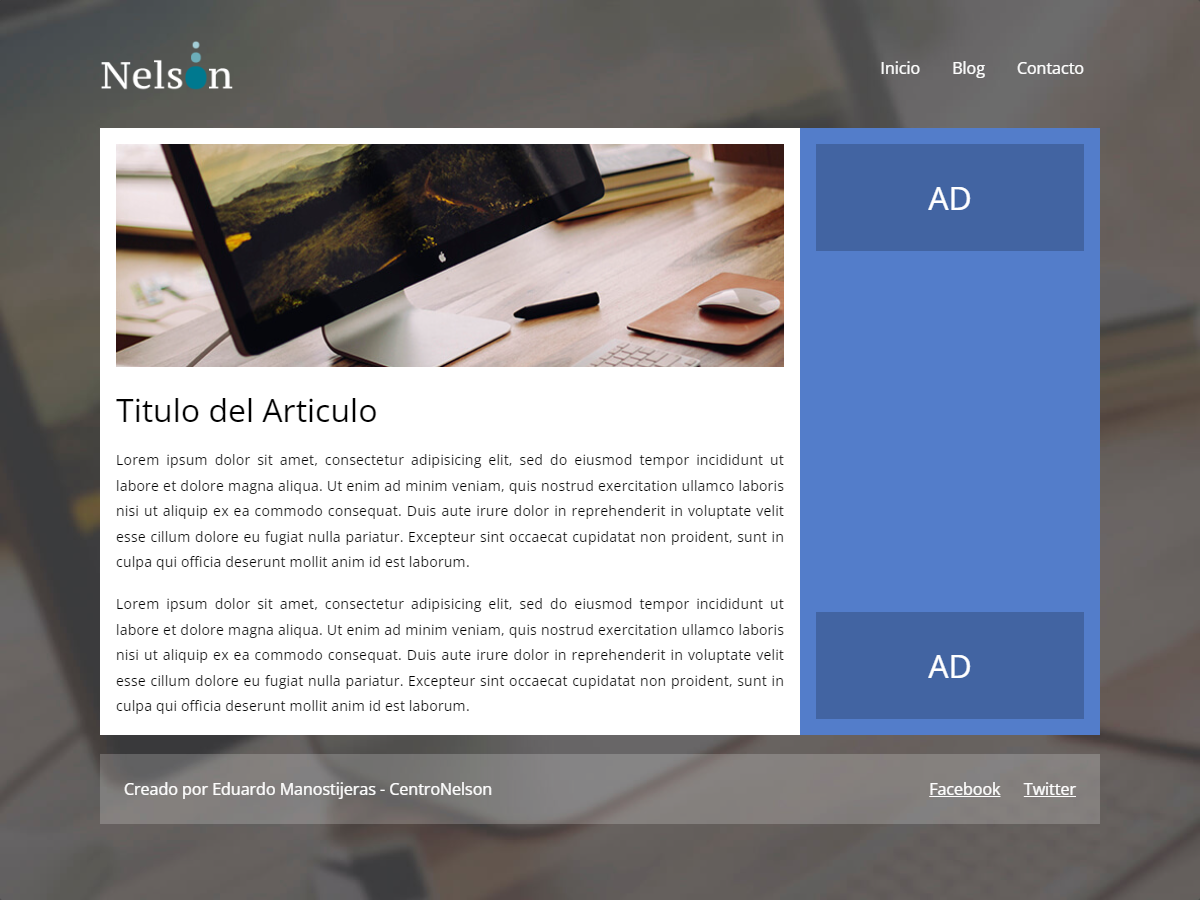 Nelson
Inicio Blog Contacto
AD
Titulo del Articulo
Lorem ipsum dolor sit amet, consectetur adipisicing elit, sed do eiusmod tempor incididunt ut
labore et dolore magna aliqua. Ut enim ad minim veniam, quis nostrud exercitation ullamco laboris
nisi ut aliquip ex ea commodo consequat. Duis aute irure dolor in reprehenderit in voluptate velit
esse cillum dolore eu fugiat nulla pariatur. Excepteur sint occaecat cupidatat non proident, sunt in
culpa qui officia deserunt mollit anim id est laborum.
Lorem ipsum dolor sit amet, consectetur adipisicing elit, sed do eiusmod tempor incididunt ut
labore et dolore magna aliqua. Ut enim ad minim veniam, quis nostrud exercitation ullamco laboris
nisi ut aliquip ex ea commodo consequat. Duis aute irure dolor in reprehenderit in voluptate velit
esse cillum dolore eu fugiat nulla pariatur. Excepteur sint occaecat cupidatat non proident, sunt in
culpa qui officia deserunt mollit anim id est laborum.
AD
Creado por Eduardo Manostijeras - CentroNelson
Facebook Twitter